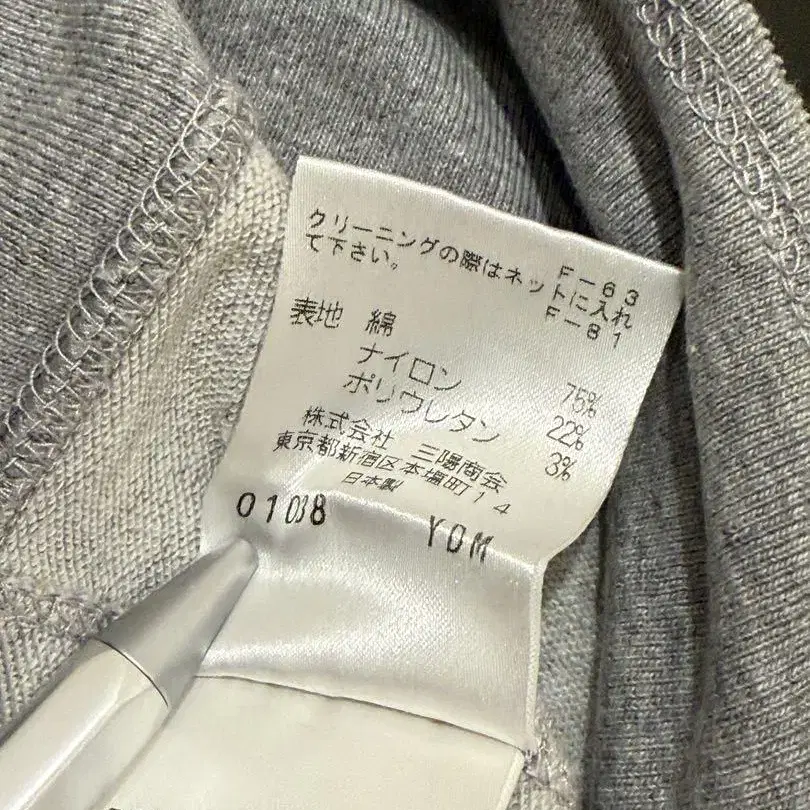 F-63
クリーニングの際はネットに入れ
て下さい。
F-81
表地 綿 75%
ナイロン 22%
ポリウレタン 3%
株式会社 三陽商会
東京都新宿区本塩町14
日本製
YDM